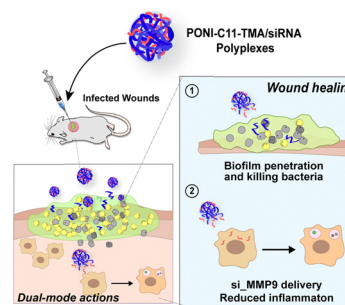 PONI-C11-TMA/siRNA
Polyplexes
Infected Wounds
Wound healin
①
Biofilm penetration
and killing bacteria
②
si_MMP9 delivery
Reduced inflammaton
Dual-mode actions